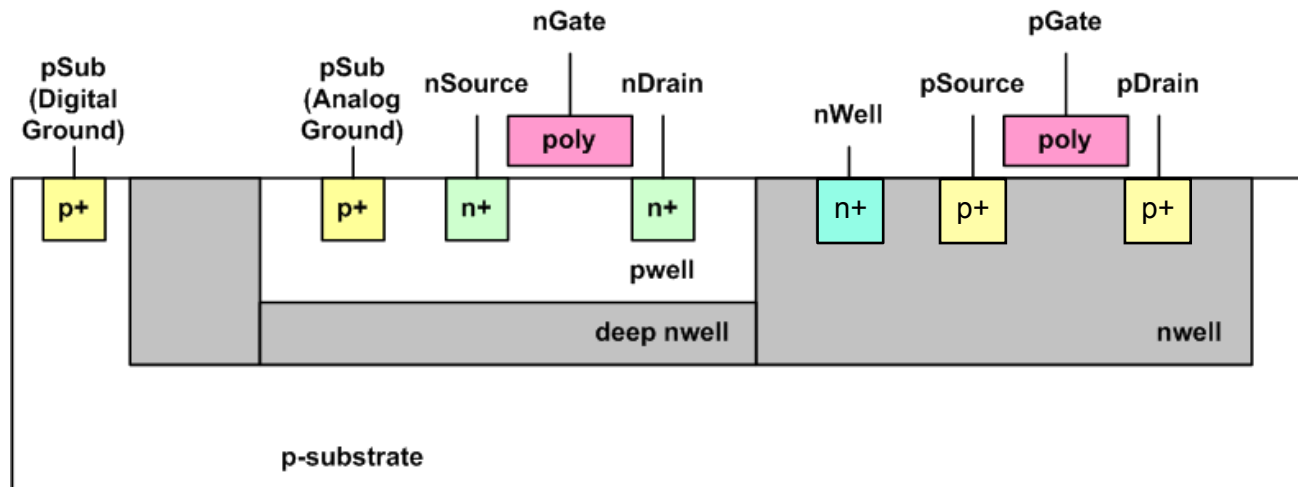 nGate
pGate
pSub
(Digital
Ground)
pSub
(Analog
Ground)
nSource
nDrain
nWell
pSource
pDrain
poly
poly
p+
p+
n+
n+
n+
p+
p+
pwell
deep nwell
nwell
p-substrate